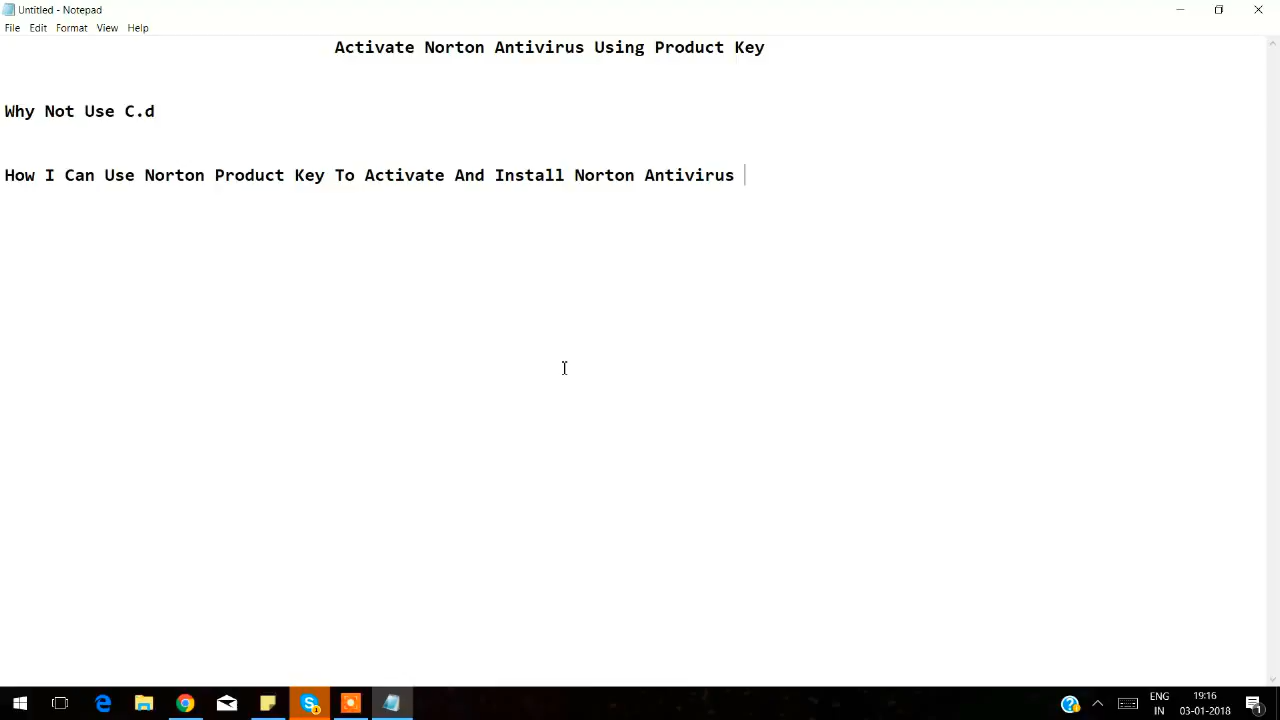 Untitled - Notepad
File Edit Format View Help
Activate Norton Antivirus Using Product Key
Why Not Use C.d
How I Can Use Norton Product Key To Activate And Install Norton Antivirus
ENG 19:16
IN 03-01-2018